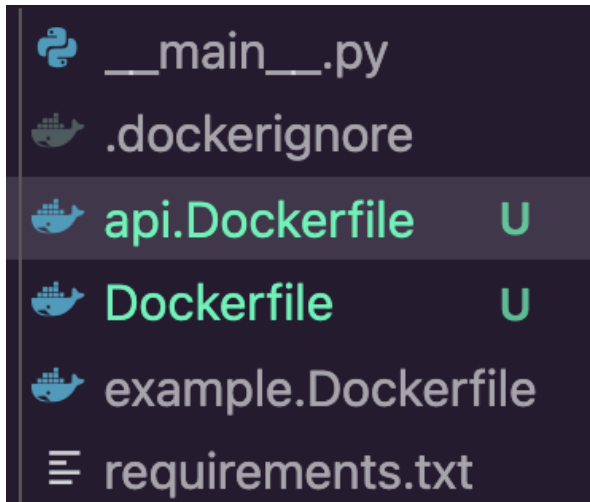 __main__.py
.dockerignore
api.Dockerfile U
Dockerfile U
example.Dockerfile
requirements.txt